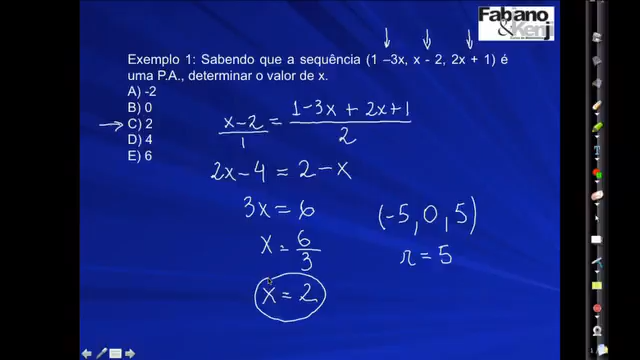 Fabiano
& Kenji
Exemplo 1: Sabendo que a sequência (1 –3x, x - 2, 2x + 1) é
uma P.A., determinar o valor de x.
A) -2
B) 0
C) 2
D) 4
E) 6
x-2/1 = 1-3x+2x+1/2
2x-4 = 2-x
3x = 6
x = 6/3
x = 2
(-5, 0, 5)
r = 5